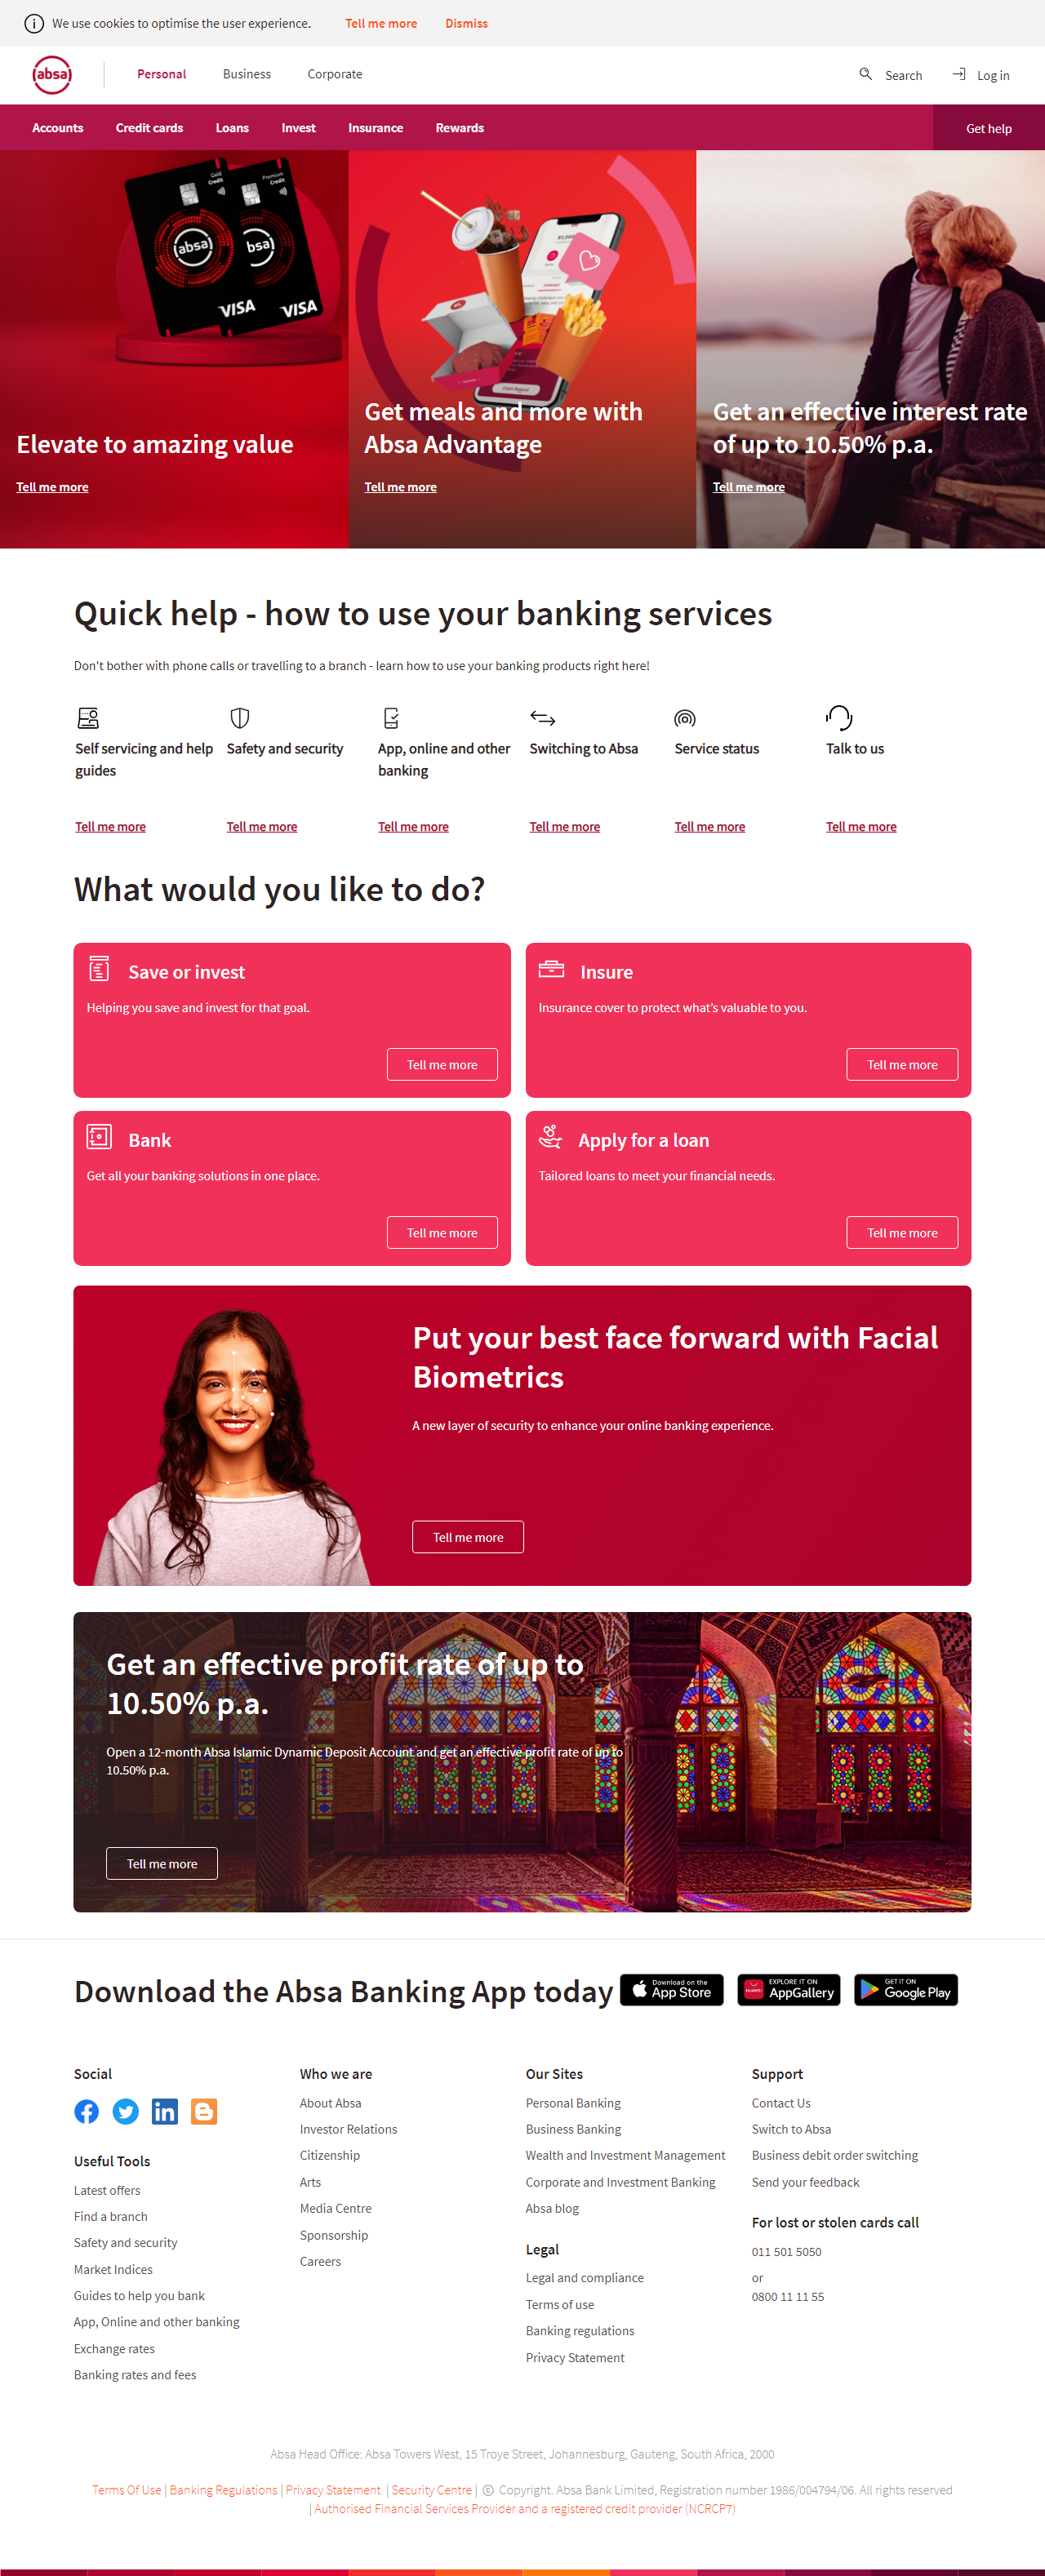 We use cookies to optimise the user experience. Tell me more Dismiss
absa Personal Business Corporate Search Log in
Accounts Credit cards Loans Invest Insurance Rewards Get help
Gold Credit
Premium Credit
absa
bsa
VISA
VISA
Elevate to amazing value
Tell me more
Get meals and more with
Absa Advantage
Tell me more
Get an effective interest rate
of up to 10.50% p.a.
Tell me more
Quick help - how to use your banking services
Don't bother with phone calls or travelling to a branch - learn how to use your banking products right here!
Self servicing and help
guides
Tell me more
Safety and security
Tell me more
App, online and other
banking
Tell me more
Switching to Absa
Tell me more
Service status
Tell me more
Talk to us
Tell me more
What would you like to do?
Save or invest
Helping you save and invest for that goal.
Tell me more
Insure
Insurance cover to protect what’s valuable to you.
Tell me more
Bank
Get all your banking solutions in one place.
Tell me more
Apply for a loan
Tailored loans to meet your financial needs.
Tell me more
Put your best face forward with Facial
Biometrics
A new layer of security to enhance your online banking experience.
Tell me more
Get an effective profit rate of up to
10.50% p.a.
Open a 12-month Absa Islamic Dynamic Deposit Account and get an effective profit rate of up to
10.50% p.a.
Tell me more
Download the Absa Banking App today
Download on the
App Store
EXPLORE IT ON
AppGallery
GET IT ON
Google Play
Social
Useful Tools
Latest offers
Find a branch
Safety and security
Market Indices
Guides to help you bank
App, Online and other banking
Exchange rates
Banking rates and fees
Who we are
About Absa
Investor Relations
Citizenship
Arts
Media Centre
Sponsorship
Careers
Our Sites
Personal Banking
Business Banking
Wealth and Investment Management
Corporate and Investment Banking
Absa blog
Legal
Legal and compliance
Terms of use
Banking regulations
Privacy Statement
Support
Contact Us
Switch to Absa
Business debit order switching
Send your feedback
For lost or stolen cards call
011 501 5050
or
0800 11 11 55
Absa Head Office: Absa Towers West, 15 Troye Street, Johannesburg, Gauteng, South Africa, 2000
Terms Of Use | Banking Regulations | Privacy Statement | Security Centre | © Copyright. Absa Bank Limited, Registration number 1986/004794/06. All rights reserved
| Authorised Financial Services Provider and a registered credit provider (NCRCP7)